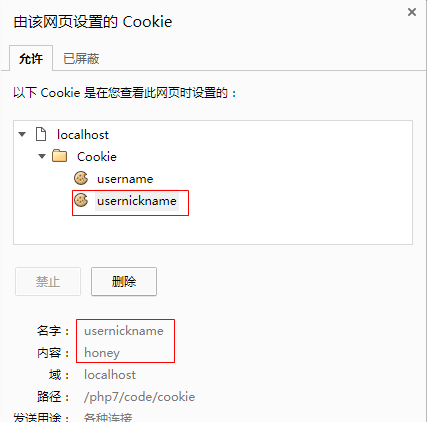 由该网页设置的 Cookie
允许 已屏蔽
以下 Cookie 是在您查看此网页时设置的：
localhost
Cookie
username
usernickname
禁止 删除
名字： usernickname
内容： honey
域： localhost
路径： /php7/code/cookie
发送用途： 各种连接